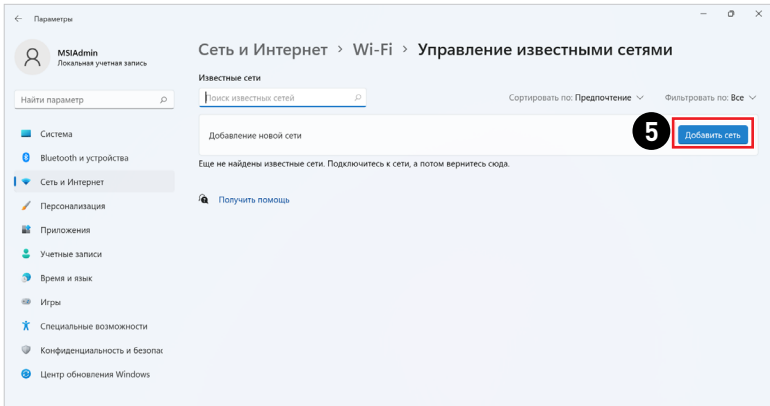 Параметры
MSIAdmin
Локальная учетная запись
Найти параметр
Система
Bluetooth и устройства
Сеть и Интернет
Персонализация
Приложения
Учетные записи
Время и язык
Игры
Специальные возможности
Конфиденциальность и безопас
Центр обновления Windows
Сеть и Интернет > Wi-Fi > Управление известными сетями
Известные сети
Поиск известных сетей
Сортировать по: Предпочтение
Фильтровать по: Все
Добавление новой сети
5
Добавить сеть
Еще не найдены известные сети. Подключитесь к сети, а потом вернитесь сюда.
Получить помощь